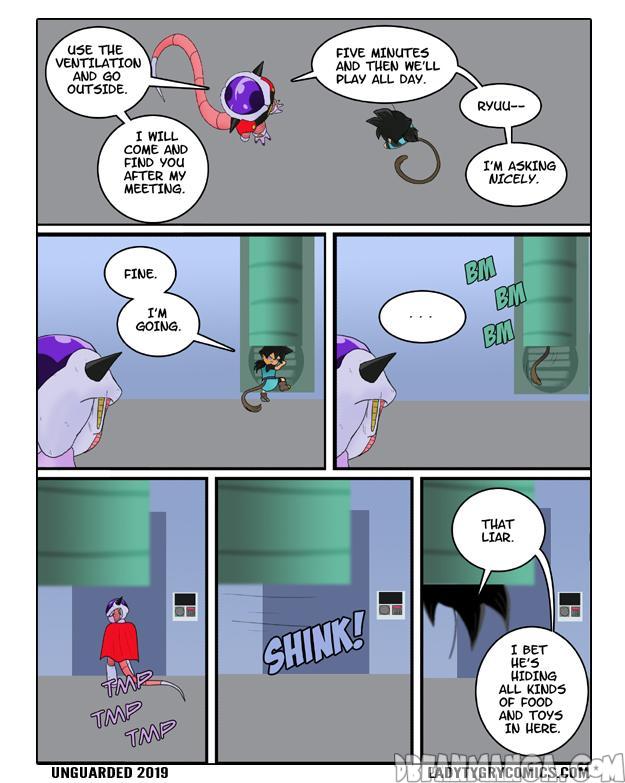 USE THE
VENTILATION
AND GO
OUTSIDE.
I WILL
COME AND
FIND YOU
AFTER MY
MEETING.
FIVE MINUTES
AND THEN WE'LL
PLAY ALL DAY.
RYUU--
I'M ASKING
NICELY.
FINE.
I'M
GOING.
. . .
BM
BM
BM
TMP
TMP
TMP
SHINK!
THAT
LIAR.
I BET
HE'S
HIDING
ALL KINDS
OF FOOD
AND TOYS
IN HERE.
UNGUARDED 2019
LADYTYGRYCOMICS.COM
DBFANMANGA.COM